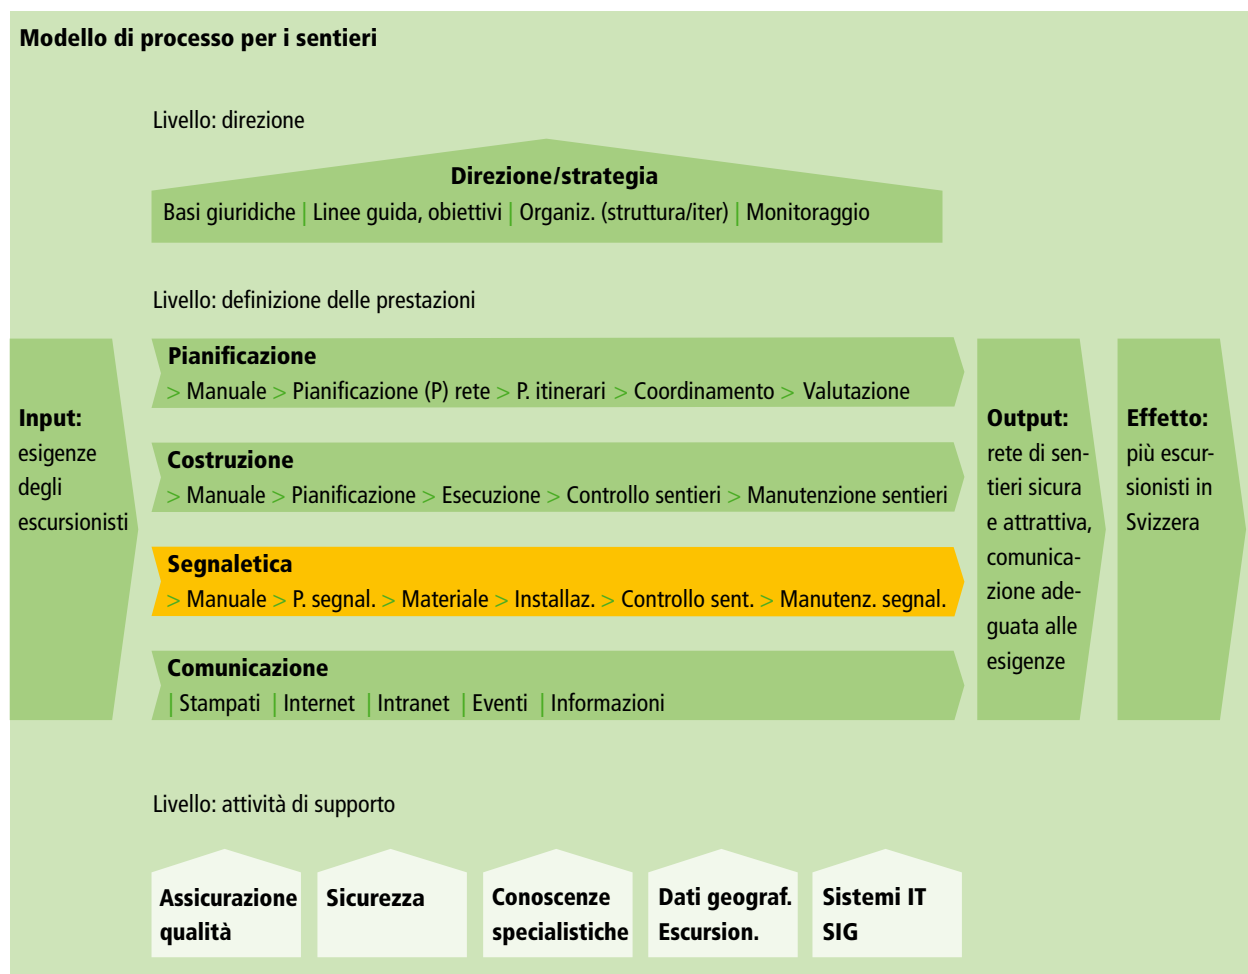 Modello di processo per i sentieri
Livello: direzione
Direzione/strategia
Basi giuridiche | Linee guida, obiettivi | Organiz. (struttura/iter) | Monitoraggio
Livello: definizione delle prestazioni
Input:
esigenze
degli
escursionisti
Pianificazione
> Manuale > Pianificazione (P) rete > P. itinerari > Coordinamento > Valutazione
Costruzione
> Manuale > Pianificazione > Esecuzione > Controllo sentieri > Manutenzione sentieri
Segnaletica
> Manuale > P. segnal. > Materiale > Installaz. > Controllo sent. > Manutenz. segnal.
Comunicazione
| Stampati | Internet | Intranet | Eventi | Informazioni
Output:
rete di sen-
tieri sicura
e attrattiva,
comunica-
zione ade-
guata alle
esigenze
Effetto:
più escur-
sionisti in
Svizzera
Livello: attività di supporto
Assicurazione
qualità
Sicurezza
Conoscenze
specialistiche
Dati geograf.
Escursion.
Sistemi IT
SIG